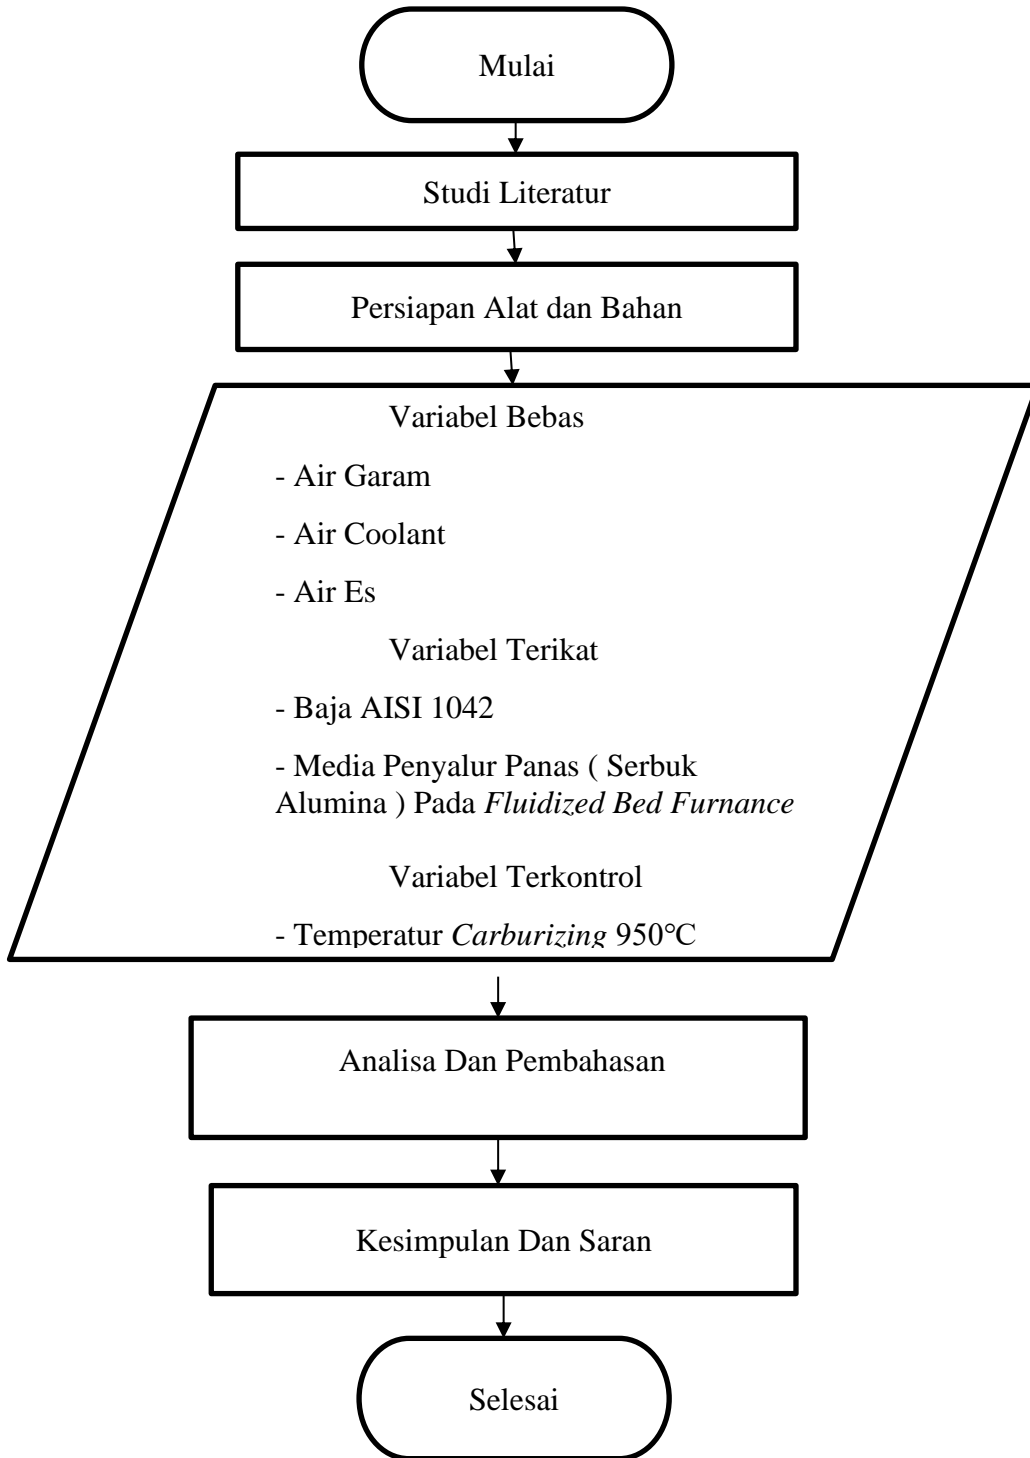 Mulai
Studi Literatur
Persiapan Alat dan Bahan
Variabel Bebas
- Air Garam
- Air Coolant
- Air Es
Variabel Terikat
- Baja AISI 1042
- Media Penyalur Panas ( Serbuk
Alumina ) Pada Fluidized Bed Furnance
Variabel Terkontrol
- Temperatur Carburizing 950°C
Analisa Dan Pembahasan
Kesimpulan Dan Saran
Selesai